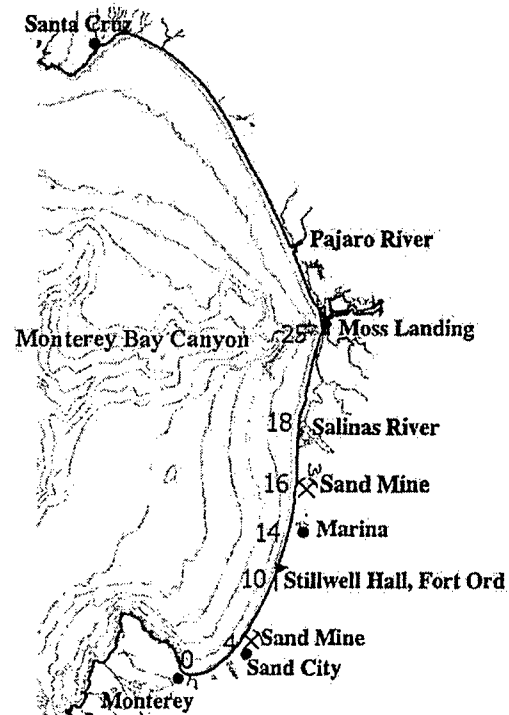 Santa Cruz
Pajaro River
25 Moss Landing
Monterey Bay Canyon
18 Salinas River
16 Sand Mine
14 Marina
10 Stillwell Hall, Fort Ord
4 Sand Mine
0 Sand City
Monterey